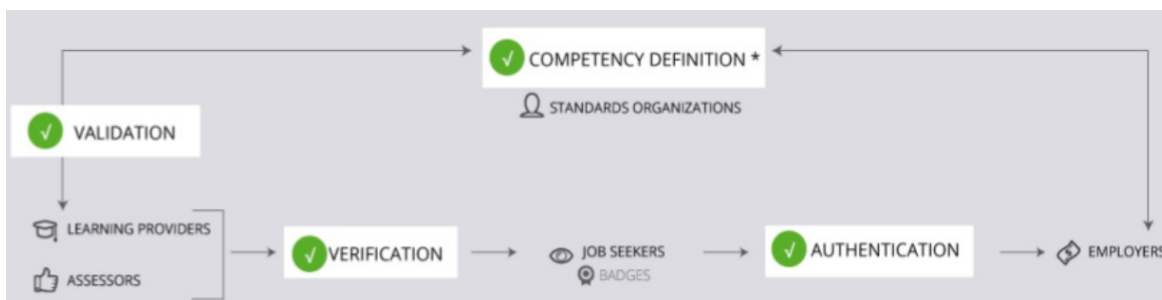 COMPETENCY DEFINITION *
STANDARDS ORGANIZATIONS
VALIDATION
LEARNING PROVIDERS
ASSESSORS
VERIFICATION
JOB SEEKERS
BADGES
AUTHENTICATION
EMPLOYERS